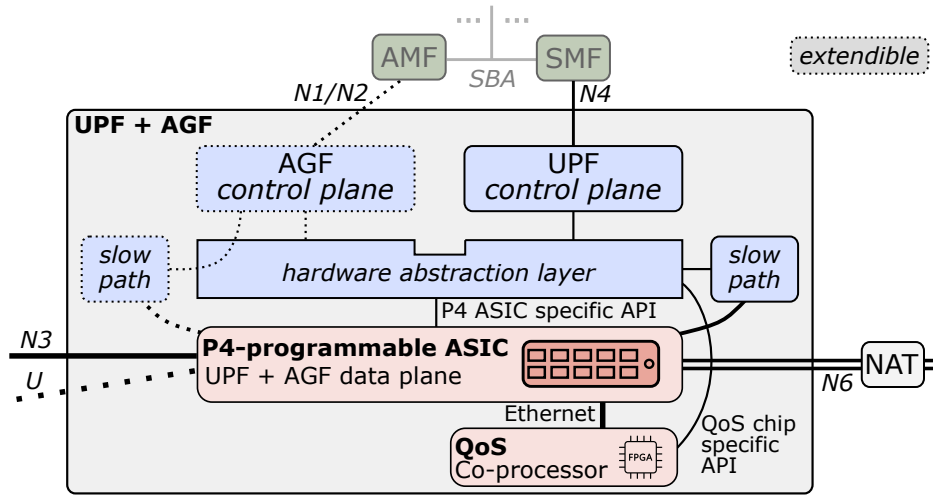 ... ...
AMF
SBA
SMF
extendible
N1/N2
N4
UPF + AGF
AGF
control plane
UPF
control plane
slow
path
hardware abstraction layer
slow
path
P4 ASIC specific API
N3
P4-programmable ASIC
UPF + AGF data plane
U
N6
NAT
Ethernet
QoS chip
specific
API
QoS
Co-processor
FPGA